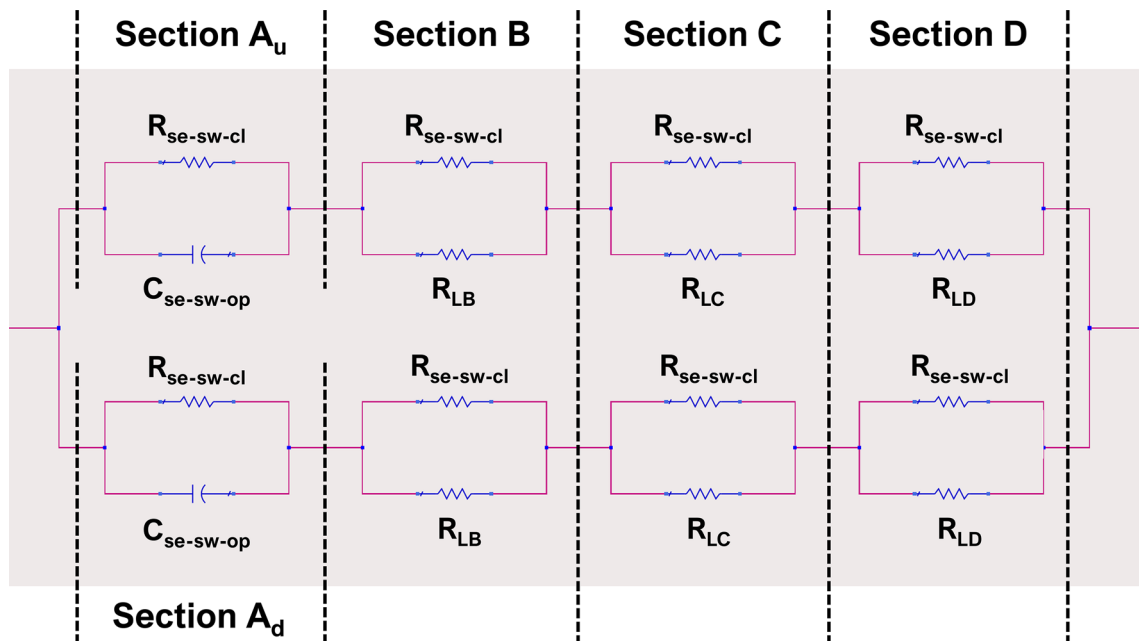 Section Au Section B Section C Section D
Rse-sw-cl Rse-sw-cl Rse-sw-cl Rse-sw-cl
Cse-sw-op RLB RLC RLD
Rse-sw-cl Rse-sw-cl Rse-sw-cl Rse-sw-cl
Cse-sw-op RLB RLC RLD
Section Ad